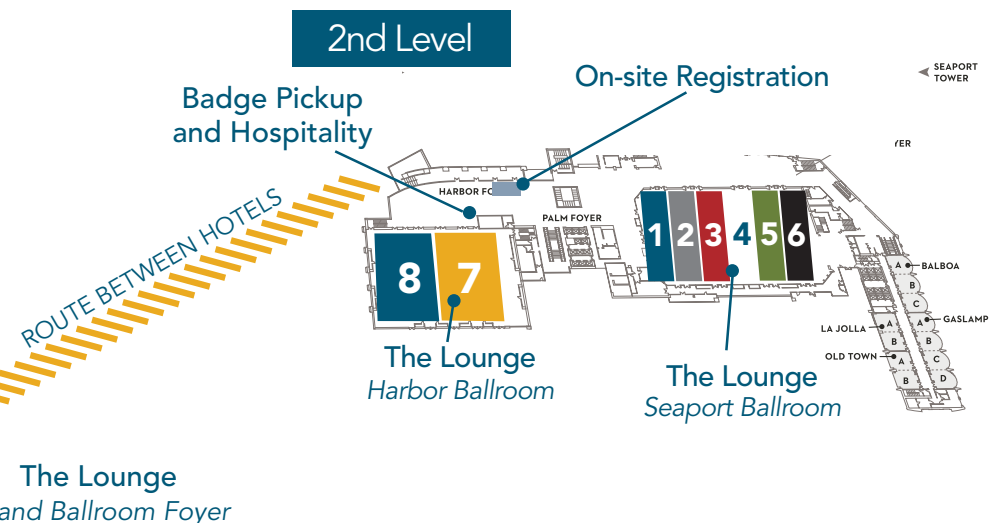 2nd Level
SEAPORT
TOWER
On-site Registration
Badge Pickup
and Hospitality
HARBOR
PALM FOYER
ROUTE BETWEEN HOTELS
1 2 3 4 5 6
8 7
A
BALBOA
B
C
LA JOLLA
A
A
GASLAMP
B
B
OLD TOWN
A
C
B
D
The Lounge
Harbor Ballroom
The Lounge
Seaport Ballroom
The Lounge
Ballroom Foyer